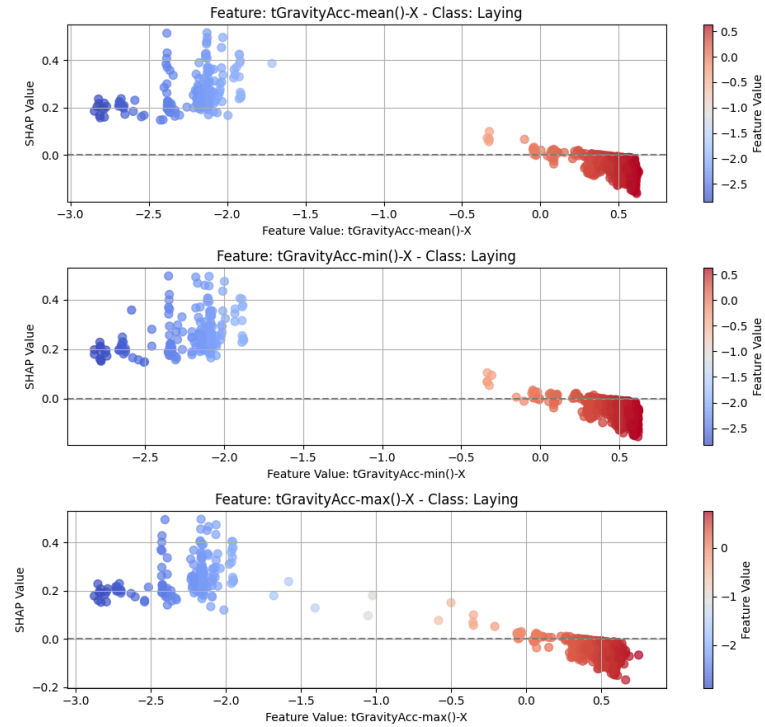 Feature: tGravityAcc-mean()-X - Class: Laying
0.4
0.2
0.0
SHAP Value
−3.0 −2.5 −2.0 −1.5 −1.0 −0.5 0.0 0.5
Feature Value: tGravityAcc-mean()-X
0.5
0.0
−0.5
−1.0
−1.5
−2.0
−2.5
Feature Value
Feature: tGravityAcc-min()-X - Class: Laying
0.4
0.2
0.0
SHAP Value
−2.5 −2.0 −1.5 −1.0 −0.5 0.0 0.5
Feature Value: tGravityAcc-min()-X
0.5
0.0
−0.5
−1.0
−1.5
−2.0
−2.5
Feature Value
Feature: tGravityAcc-max()-X - Class: Laying
0.4
0.2
0.0
−0.2
SHAP Value
−3.0 −2.5 −2.0 −1.5 −1.0 −0.5 0.0 0.5
Feature Value: tGravityAcc-max()-X
0
−1
−2
Feature Value